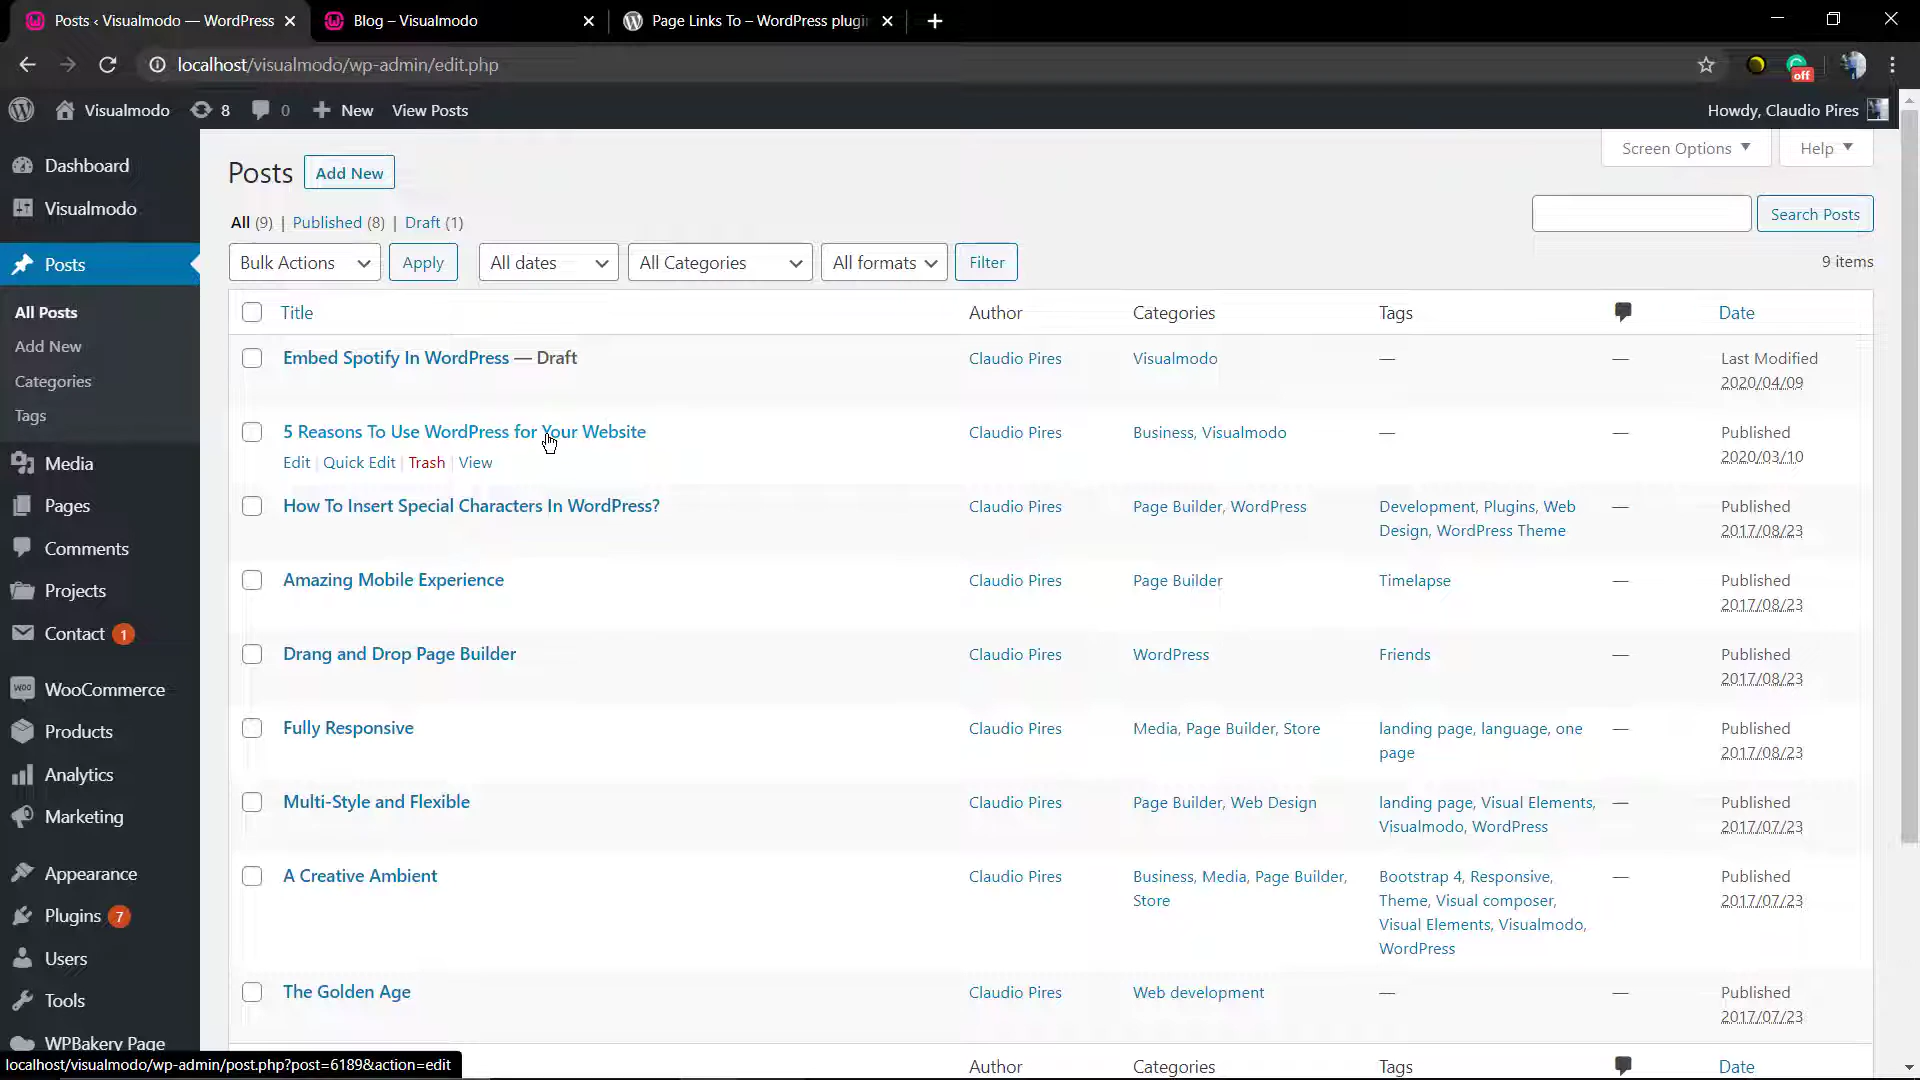 Posts ‹ Visualmodo — WordPress
Blog – Visualmodo
Page Links To – WordPress plugi
localhost/visualmodo/wp-admin/edit.php
off
Visualmodo
8
0
New
View Posts
Howdy, Claudio Pires
Dashboard
Visualmodo
Posts
All Posts
Add New
Categories
Tags
Media
Pages
Comments
Projects
Contact 1
WooCommerce
Products
Analytics
Marketing
Appearance
Plugins 7
Users
Tools
WPBakery Page
Posts
Add New
Screen Options
Help
All (9) | Published (8) | Draft (1)
Search Posts
Bulk Actions
Apply
All dates
All Categories
All formats
Filter
9 items
Title
Author
Categories
Tags
Date
Embed Spotify In WordPress — Draft
Claudio Pires
Visualmodo
—
—
Last Modified
2020/04/09
5 Reasons To Use WordPress for Your Website
Edit | Quick Edit | Trash | View
Claudio Pires
Business, Visualmodo
—
—
Published
2020/03/10
How To Insert Special Characters In WordPress?
Claudio Pires
Page Builder, WordPress
Development, Plugins, Web
Design, WordPress Theme
—
Published
2017/08/23
Amazing Mobile Experience
Claudio Pires
Page Builder
Timelapse
—
Published
2017/08/23
Drang and Drop Page Builder
Claudio Pires
WordPress
Friends
—
Published
2017/08/23
Fully Responsive
Claudio Pires
Media, Page Builder, Store
landing page, language, one
page
—
Published
2017/08/23
Multi-Style and Flexible
Claudio Pires
Page Builder, Web Design
landing page, Visual Elements,
Visualmodo, WordPress
—
Published
2017/07/23
A Creative Ambient
Claudio Pires
Business, Media, Page Builder,
Store
Bootstrap 4, Responsive,
Theme, Visual composer,
Visual Elements, Visualmodo,
WordPress
—
Published
2017/07/23
The Golden Age
Claudio Pires
Web development
—
—
Published
2017/07/23
Author
Categories
Tags
Date
localhost/visualmodo/wp-admin/post.php?post=6189&action=edit